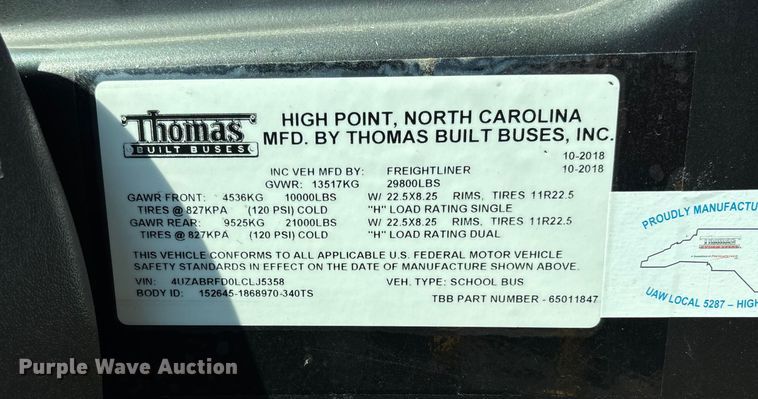 Thomas
BUILT BUSES
HIGH POINT, NORTH CAROLINA
MFD. BY THOMAS BUILT BUSES, INC.
10-2018
INC VEH MFD BY: FREIGHTLINER 10-2018
GVWR: 13517KG 29800LBS
GAWR FRONT: 4536KG 10000LBS W/ 22.5X8.25 RIMS, TIRES 11R22.5
TIRES @ 827KPA (120 PSI) COLD "H" LOAD RATING SINGLE
GAWR REAR: 9525KG 21000LBS W/ 22.5X8.25 RIMS, TIRES 11R22.5
TIRES @ 827KPA (120 PSI) COLD "H" LOAD RATING DUAL
THIS VEHICLE CONFORMS TO ALL APPLICABLE U.S. FEDERAL MOTOR VEHICLE
SAFETY STANDARDS IN EFFECT ON THE DATE OF MANUFACTURE SHOWN ABOVE.
VIN: 4UZABRFD0LCLJ5358 VEH. TYPE: SCHOOL BUS
BODY ID: 152645-1868970-340TS TBB PART NUMBER - 65011847
PROUDLY MANUFACTU
Thomas
UAW LOCAL 5287 – HIGH
Purple Wave Auction